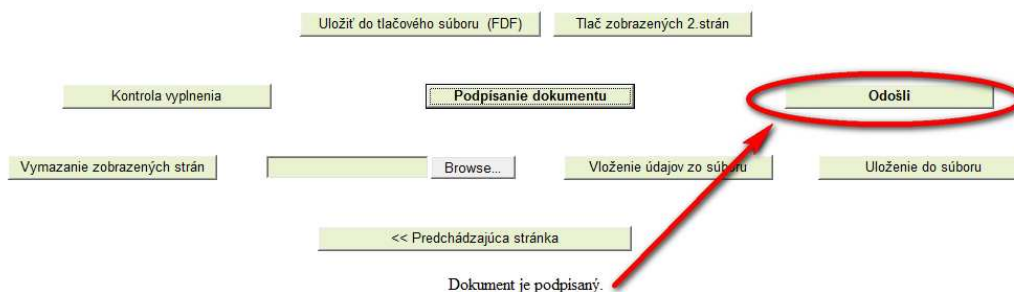 Uložiť do tlačového súboru (FDF) Tlač zobrazených 2.strán
Kontrola vyplnenia Podpísanie dokumentu Odošli
Vymazanie zobrazených strán Browse... Vloženie údajov zo súboru Uloženie do súboru
<< Predchádzajúca stránka
Dokument je podpísaný.